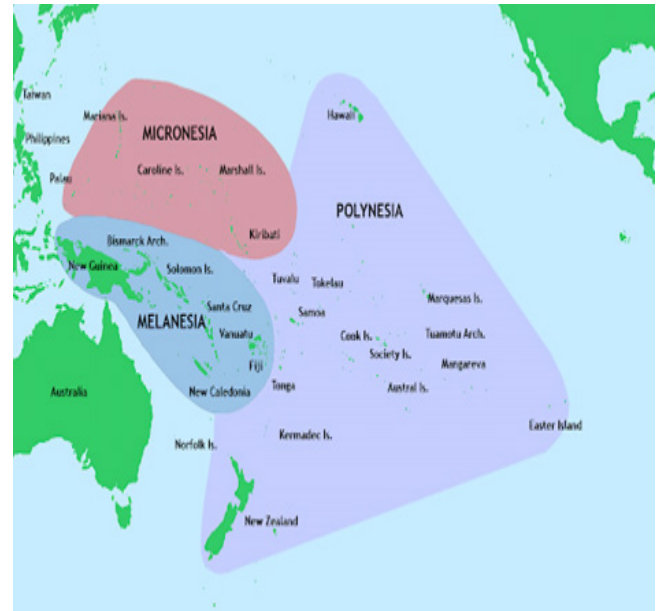 Taiwan
Mariana Is.
Hawaii
MICRONESIA
Philippines
Caroline Is.
Marshall Is.
Palau
POLYNESIA
Kiribati
Bismarck Arch.
New Guinea
Solomon Is.
Tuvalu
Tokelau
Marquesas Is.
Santa Cruz
Samoa
MELANESIA
Vanuatu
Cook Is.
Tuamotu Arch.
Society Is.
Fiji
Mangareva
Australia
New Caledonia
Tonga
Austral Is.
Easter Island
Norfolk Is.
Kermadec Is.
New Zealand